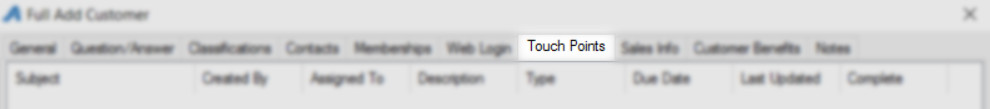 Full Add Customer
General Question/Answer Classifications Contacts Memberships Web Login Touch Points Sales Info Customer Benefits Notes
Subject Created By Assigned To Description Type Due Date Last Updated Complete